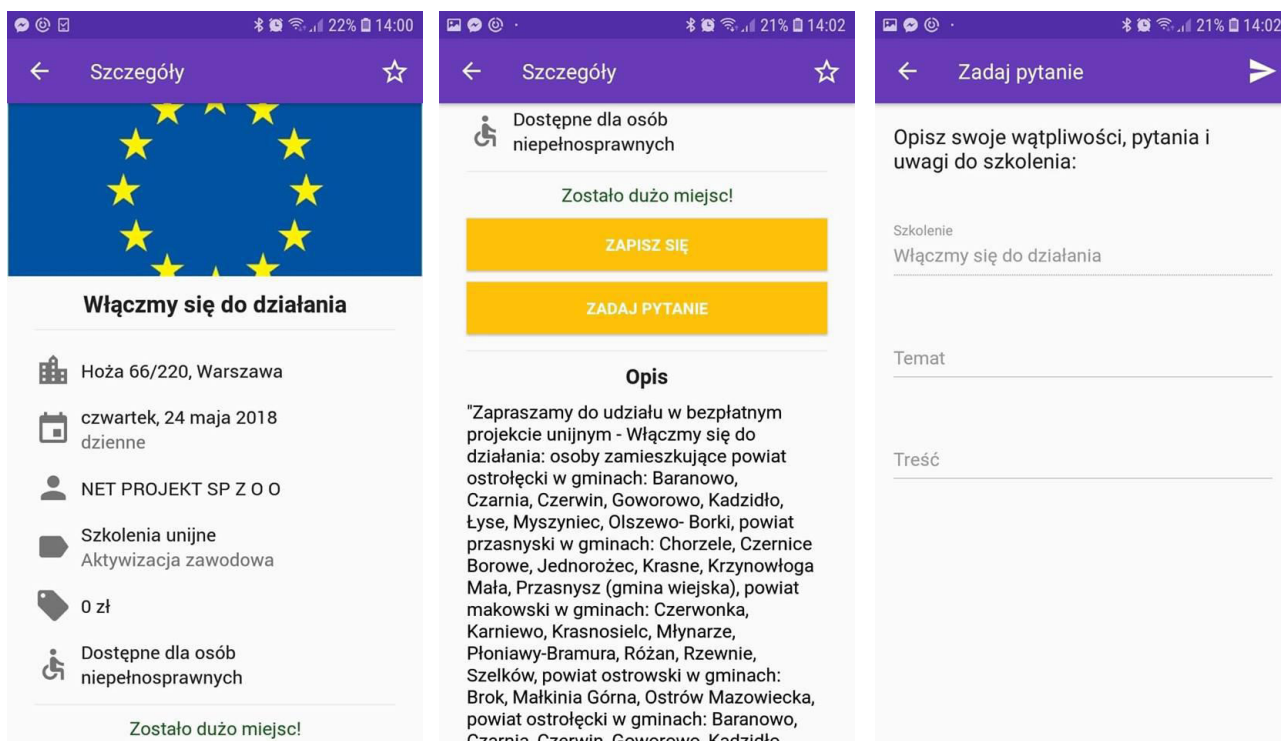 22% 14:00
Szczegóły
Włączmy się do działania
Hoża 66/220, Warszawa
czwartek, 24 maja 2018
dzienne
NET PROJEKT SP Z O O
Szkolenia unijne
Aktywizacja zawodowa
0 zł
Dostępne dla osób
niepełnosprawnych
Zostało dużo miejsc!
21% 14:02
Szczegóły
Dostępne dla osób
niepełnosprawnych
Zostało dużo miejsc!
ZAPISZ SIĘ
ZADAJ PYTANIE
Opis
"Zapraszamy do udziału w bezpłatnym
projekcie unijnym - Włączmy się do
działania: osoby zamieszkujące powiat
ostrołęcki w gminach: Baranowo,
Czarnia, Czerwin, Goworowo, Kadzidło,
Łyse, Myszyniec, Olszewo- Borki, powiat
przasnyski w gminach: Chorzele, Czernice
Borowe, Jednorożec, Krasne, Krzynowłoga
Mała, Przasnysz (gmina wiejska), powiat
makowski w gminach: Czerwonka,
Karniewo, Krasnosielc, Młynarze,
Płoniawy-Bramura, Różan, Rzewnie,
Szelków, powiat ostrowski w gminach:
Brok, Małkinia Górna, Ostrów Mazowiecka,
powiat ostrołęcki w gminach: Baranowo,
Czarnia, Czerwin, Goworowo, Kadzidło
21% 14:02
Zadaj pytanie
Opisz swoje wątpliwości, pytania i
uwagi do szkolenia:
Szkolenie
Włączmy się do działania
Temat
Treść